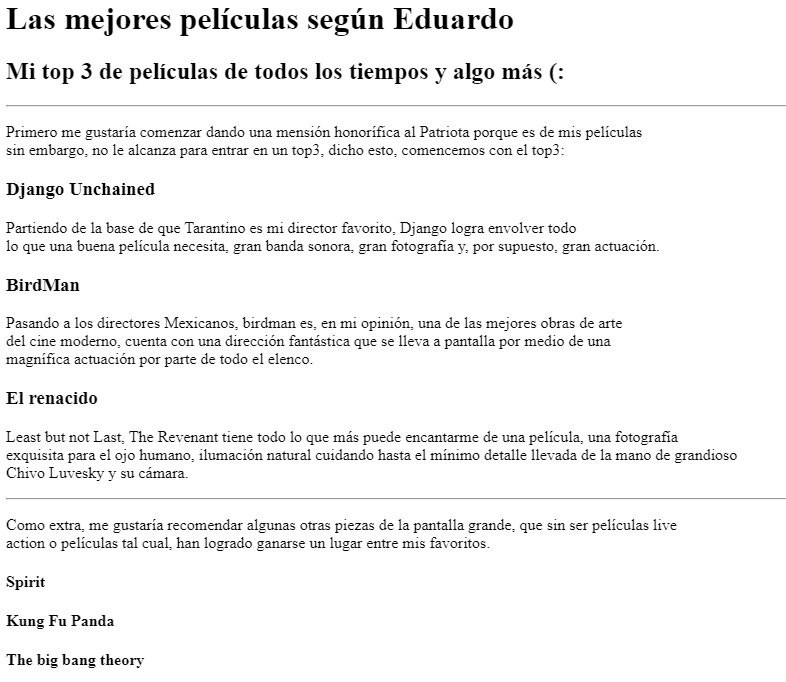 Las mejores películas según Eduardo
Mi top 3 de películas de todos los tiempos y algo más (:
Primero me gustaría comenzar dando una mensión honorífica al Patriota porque es de mis películas
sin embargo, no le alcanza para entrar en un top3, dicho esto, comencemos con el top3:
Django Unchained
Partiendo de la base de que Tarantino es mi director favorito, Django logra envolver todo
lo que una buena película necesita, gran banda sonora, gran fotografía y, por supuesto, gran actuación.
BirdMan
Pasando a los directores Mexicanos, birdman es, en mi opinión, una de las mejores obras de arte
del cine moderno, cuenta con una dirección fantástica que se lleva a pantalla por medio de una
magnífica actuación por parte de todo el elenco.
El renacido
Least but not Last, The Revenant tiene todo lo que más puede encantarme de una película, una fotografía
exquisita para el ojo humano, ilumación natural cuidando hasta el mínimo detalle llevada de la mano de grandioso
Chivo Luvesky y su cámara.
Como extra, me gustaría recomendar algunas otras piezas de la pantalla grande, que sin ser películas live
action o películas tal cual, han logrado ganarse un lugar entre mis favoritos.
Spirit
Kung Fu Panda
The big bang theory